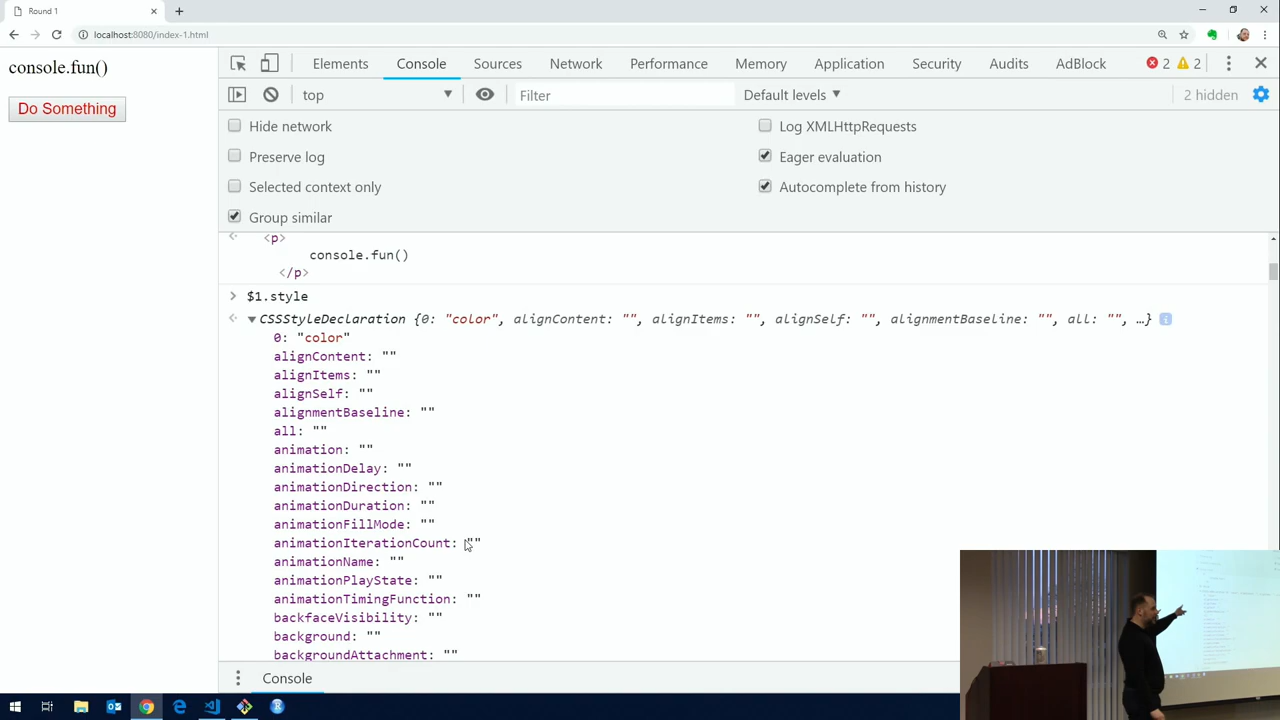 Round 1
localhost:8080/index-1.html
console.fun()
Do Something
Elements Console Sources Network Performance Memory Application Security Audits AdBlock 2 2
top Filter Default levels 2 hidden
Hide network Log XMLHttpRequests
Preserve log Eager evaluation
Selected context only Autocomplete from history
Group similar
<p>
console.fun()
</p>
> $1.style
CSSStyleDeclaration {0: "color", alignContent: "", alignItems: "", alignSelf: "", alignmentBaseline: "", all: "", …}
0: "color"
alignContent: ""
alignItems: ""
alignSelf: ""
alignmentBaseline: ""
all: ""
animation: ""
animationDelay: ""
animationDirection: ""
animationDuration: ""
animationFillMode: ""
animationIterationCount: ""
animationName: ""
animationPlayState: ""
animationTimingFunction: ""
backfaceVisibility: ""
background: ""
backgroundAttachment: ""
Console